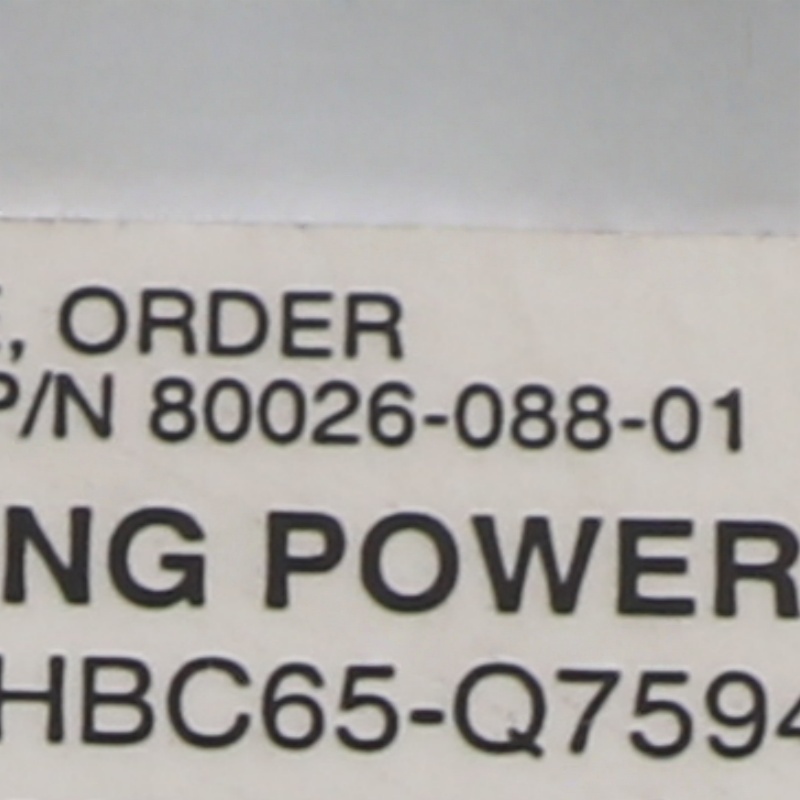 , ORDER
P/N 80026-088-01
NG POWER
HBC65-Q7594